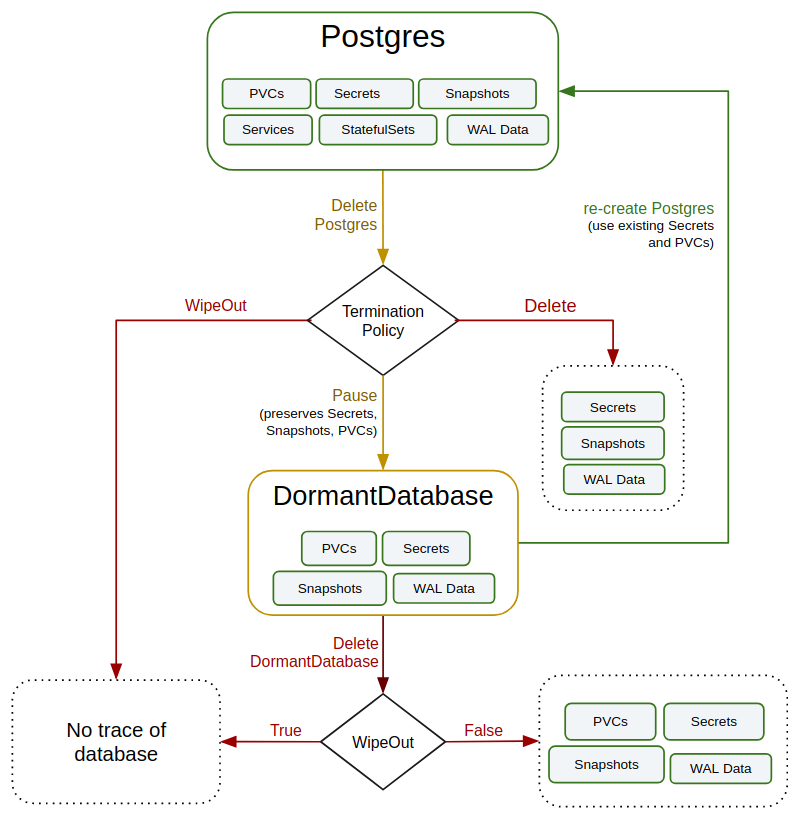 Postgres
PVCs
Secrets
Snapshots
Services
StatefulSets
WAL Data
Delete
Postgres
re-create Postgres
(use existing Secrets
and PVCs)
WipeOut
Termination
Policy
Delete
Pause
(preserves Secrets,
Snapshots, PVCs)
Secrets
Snapshots
WAL Data
DormantDatabase
PVCs
Secrets
Snapshots
WAL Data
Delete
DormantDatabase
No trace of
database
True
WipeOut
False
PVCs
Secrets
Snapshots
WAL Data